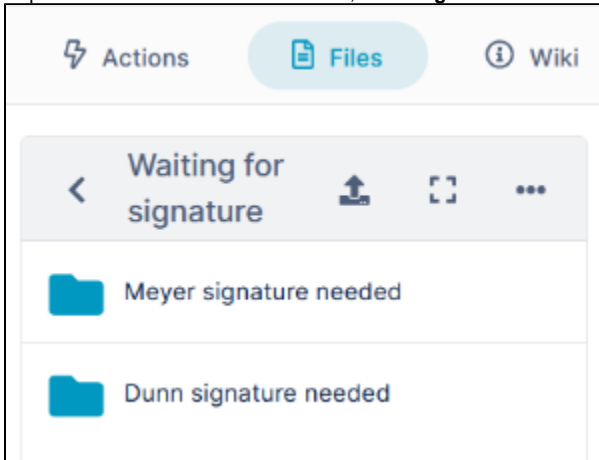 Actions Files Wiki
Waiting for
signature
Meyer signature needed
Dunn signature needed